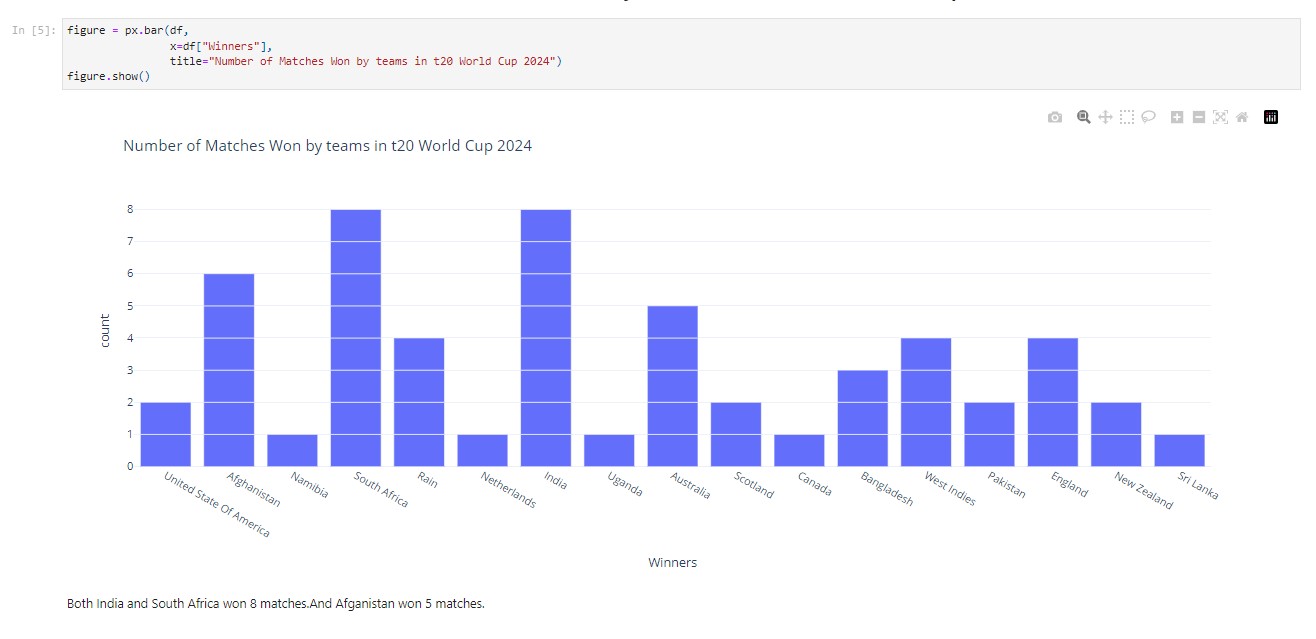 In [5]: figure = px.bar(df,
x=df["Winners"],
title="Number of Matches Won by teams in t20 World Cup 2024")
figure.show()
Number of Matches Won by teams in t20 World Cup 2024
8
7
6
5
4
3
2
1
0
count
United State Of America
Afghanistan
Namibia
South Africa
Rain
Netherlands
India
Uganda
Australia
Scotland
Canada
Bangladesh
West Indies
Pakistan
England
New Zealand
Sri Lanka
Winners
Both India and South Africa won 8 matches.And Afganistan won 5 matches.